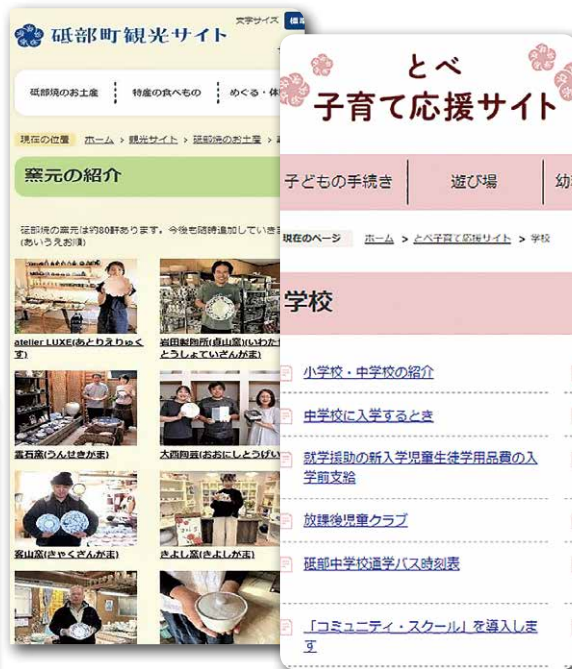 文字サイズ
標
砥部町観光サイト
砥部焼のお土産
特産の食べもの
めぐる・体
現在の位置
ホーム > 観光サイト > 砥部焼のお土産 >
窯元の紹介
砥部焼の窯元は約80軒あります。今後も随時追加していきま
(あいうえお順)
atelier LUXE(あとりえりゅく
す)
岩田製陶所(貞山窯)(いわた
とうしょていざんがま)
雲石窯(うんせきがま)
大西陶芸(おおにしとうげい
客山窯(きゃくざんがま)
きよし窯(きよしがま)
とべ
子育て応援サイト
子どもの手続き
遊び場
幼
現在のページ
ホーム > とべ子育て応援サイト > 学校
学校
小学校・中学校の紹介
中学校に入学するとき
就学援助の新入学児童生徒学用品費の入
学前支給
放課後児童クラブ
砥部中学校通学バス時刻表
「コミュニティ・スクール」を導入しま
す